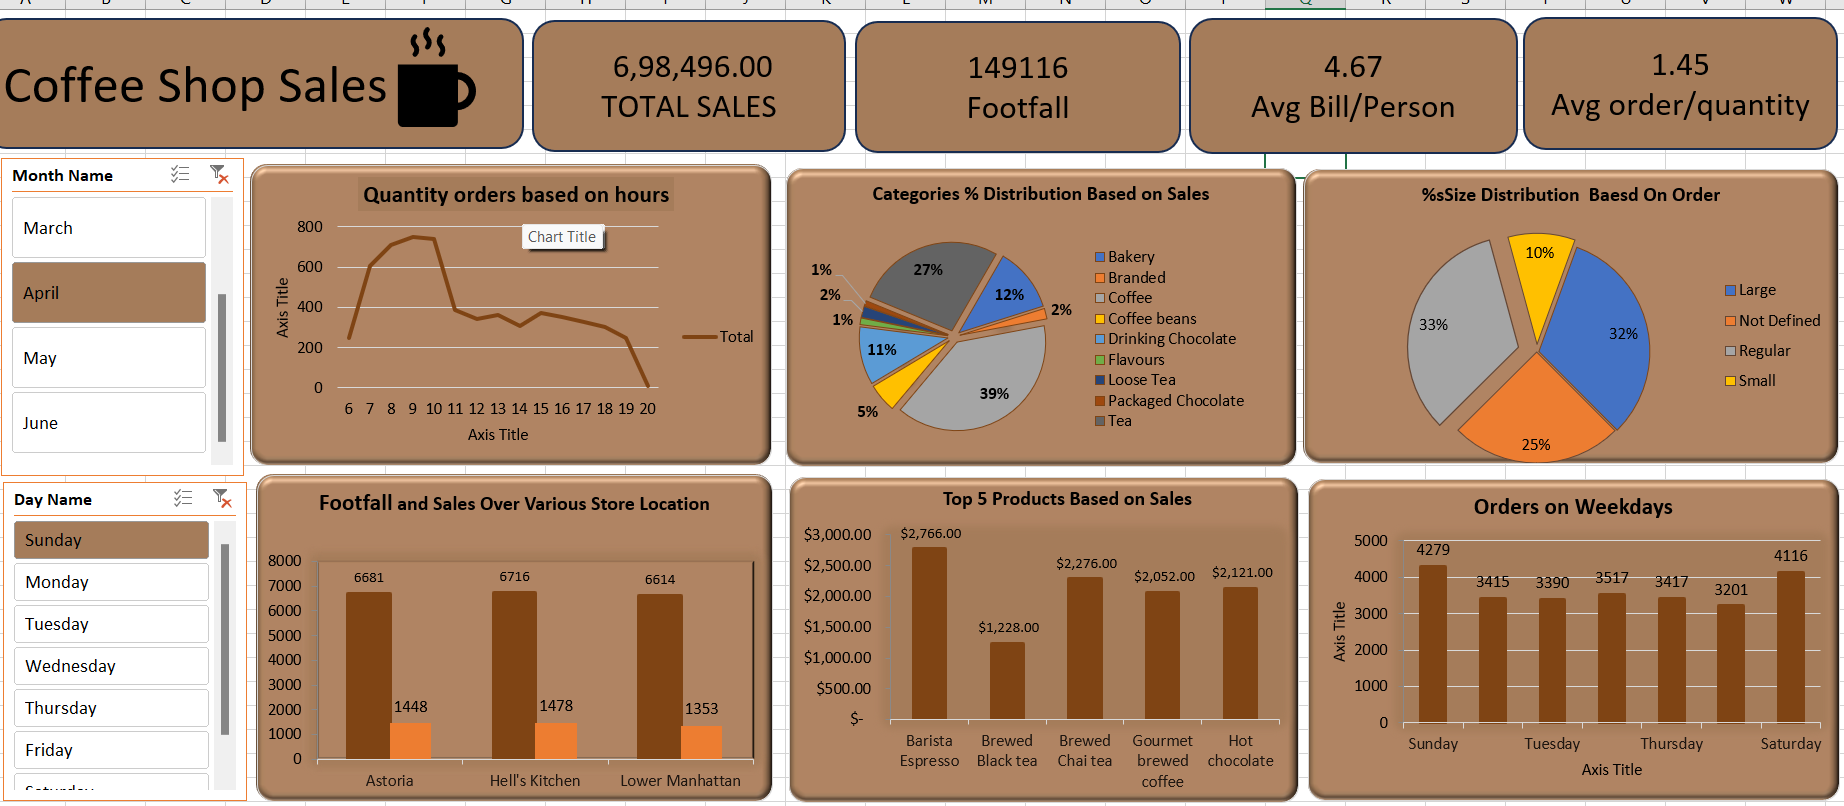 Coffee Shop Sales
6,98,496.00
TOTAL SALES
149116
Footfall
4.67
Avg Bill/Person
1.45
Avg order/quantity
Month Name
March
April
May
June
Quantity orders based on hours
Chart Title
800
600
400
200
0
Axis Title
6 7 8 9 10 11 12 13 14 15 16 17 18 19 20
Axis Title
Total
Categories % Distribution Based on Sales
27%
12%
2%
39%
5%
11%
1%
2%
1%
Bakery
Branded
Coffee
Coffee beans
Drinking Chocolate
Flavours
Loose Tea
Packaged Chocolate
Tea
%sSize Distribution Baesd On Order
10%
32%
25%
33%
Large
Not Defined
Regular
Small
Day Name
Sunday
Monday
Tuesday
Wednesday
Thursday
Friday
Saturday
Footfall and Sales Over Various Store Location
8000
7000
6000
5000
4000
3000
2000
1000
0
6681
1448
6716
1478
6614
1353
Astoria
Hell's Kitchen
Lower Manhattan
Top 5 Products Based on Sales
$3,000.00
$2,500.00
$2,000.00
$1,500.00
$1,000.00
$500.00
$-
$2,766.00
$1,228.00
$2,276.00
$2,052.00
$2,121.00
Barista
Espresso
Brewed
Black tea
Brewed
Chai tea
Gourmet
brewed
coffee
Hot
chocolate
Orders on Weekdays
5000
4000
3000
2000
1000
0
Axis Title
4279
3415
3390
3517
3417
3201
4116
Sunday
Tuesday
Thursday
Saturday
Axis Title